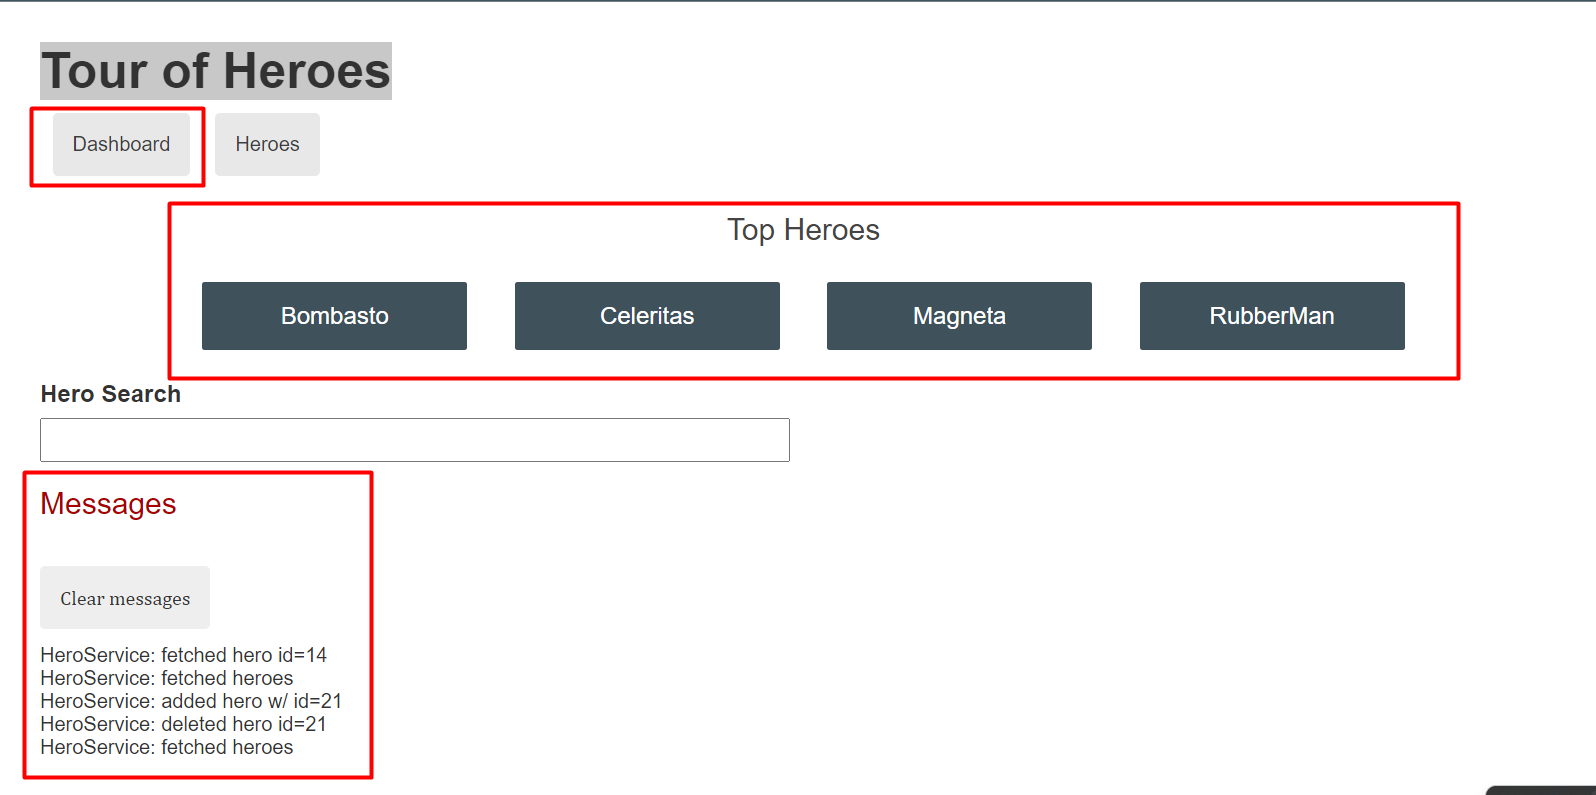 Tour of Heroes
Dashboard Heroes
Top Heroes
Bombasto Celeritas Magneta RubberMan
Hero Search
Messages
Clear messages
HeroService: fetched hero id=14
HeroService: fetched heroes
HeroService: added hero w/ id=21
HeroService: deleted hero id=21
HeroService: fetched heroes